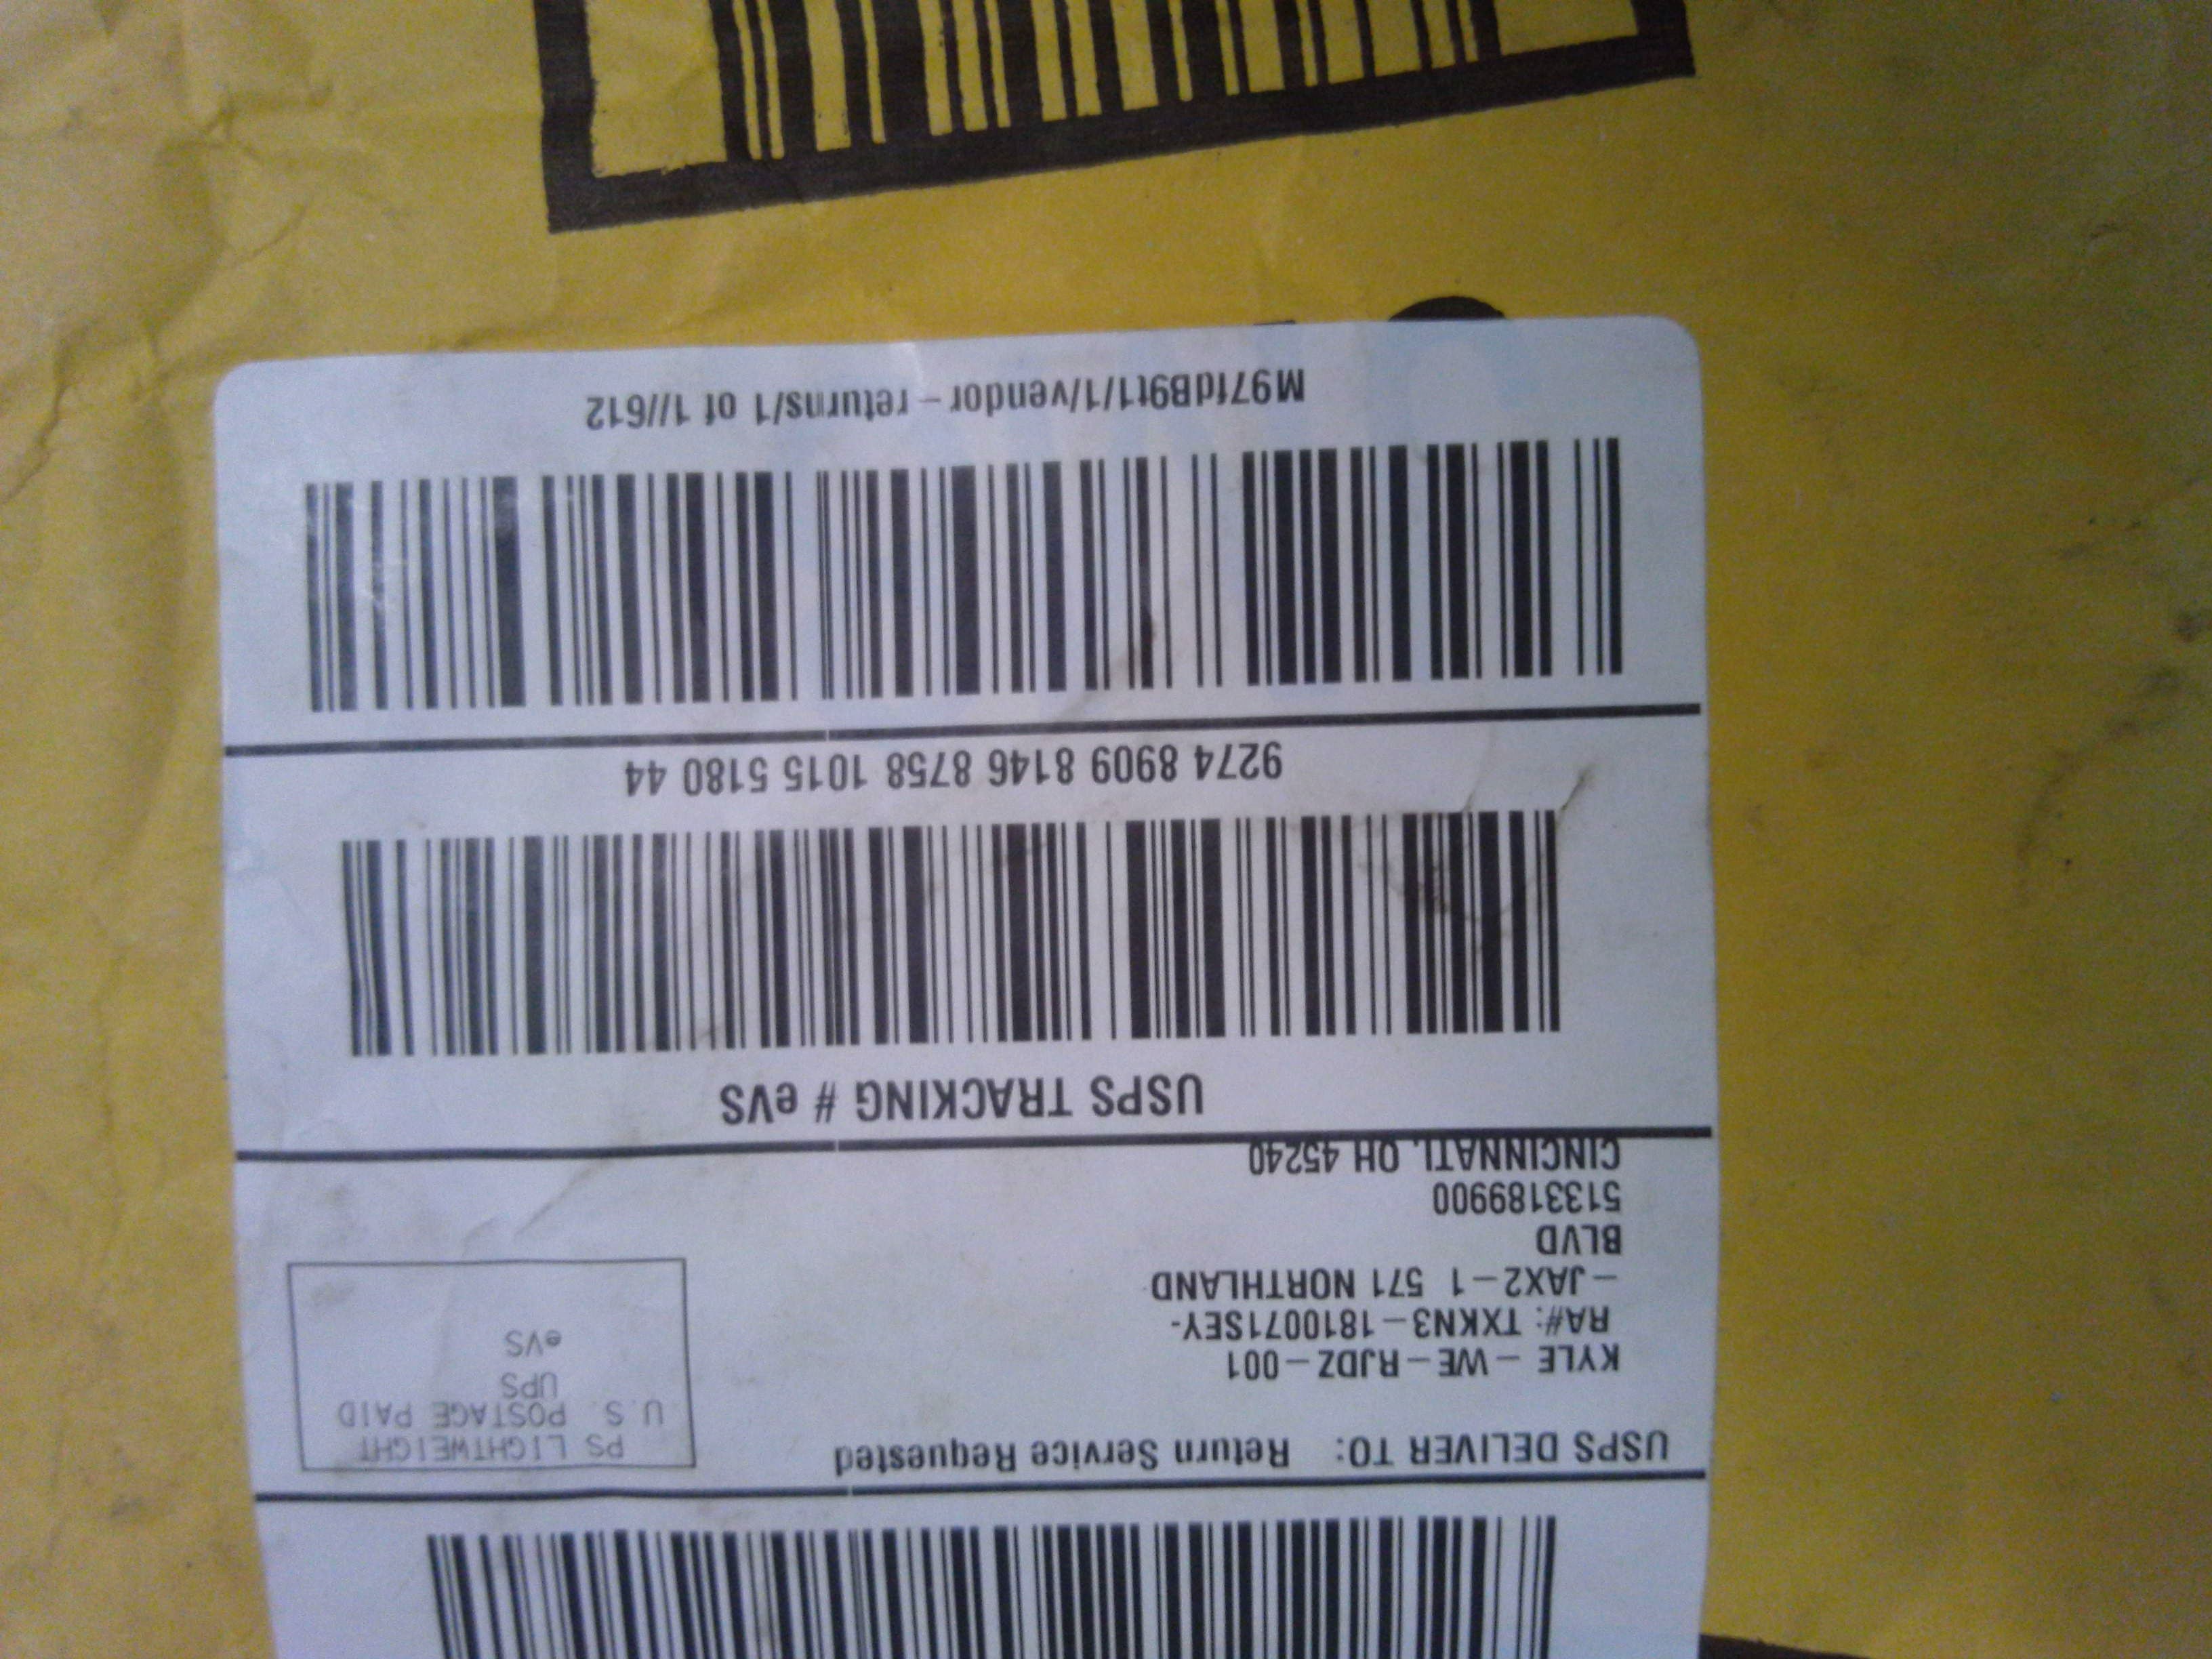 USPS DELIVER TO: Return Service Requested
PS LIGHTWEIGHT
U.S. POSTAGE PAID
UPS
eVS
KYLE - WE - RJDZ - 001
RA#: TXKN3-1810071SEY-
-JAX2-1 571 NORTHLAND
BLVD
5133189900
CINCINNATI, OH 45240
USPS TRACKING # eVS
9274 8909 8146 8758 1015 5180 44
M97fdB9t1/1/vendor-returns/1 of 1//612